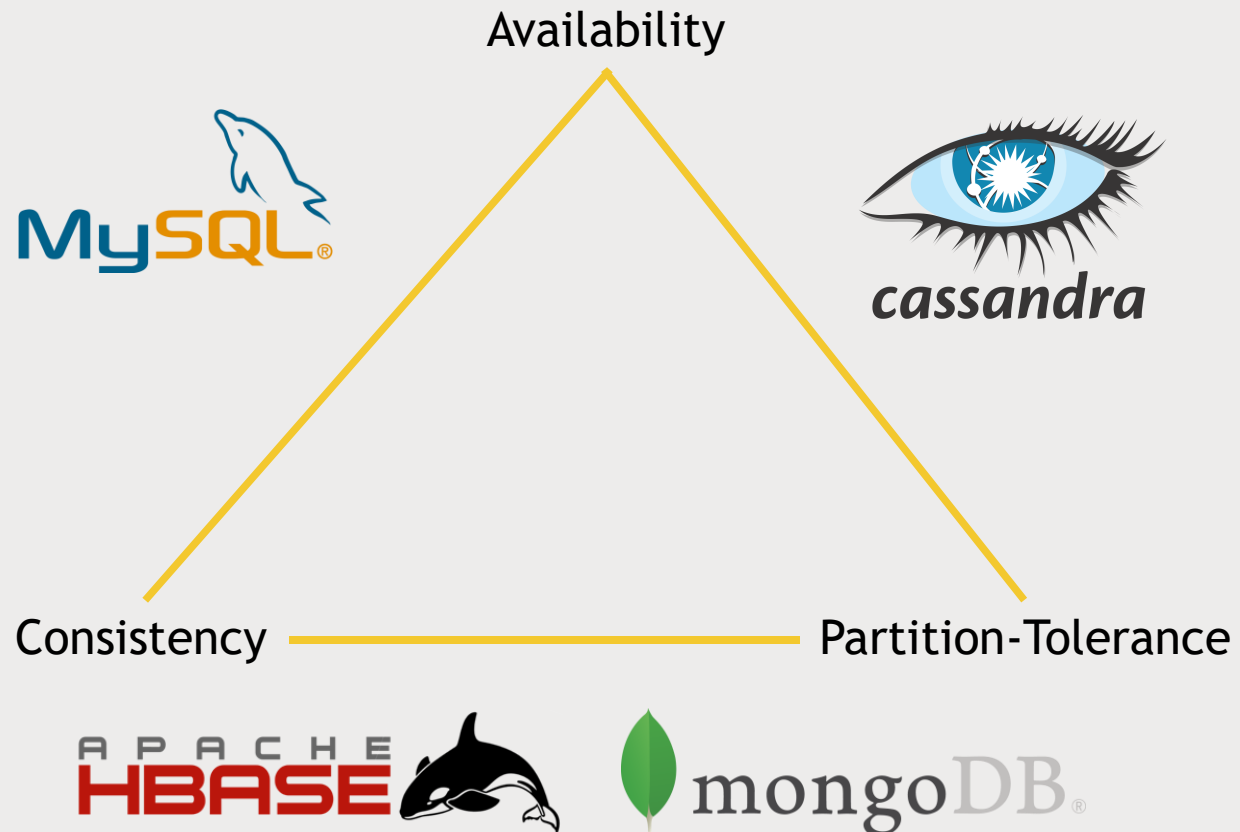 Availability
MySQL®
cassandra
Consistency
Partition-Tolerance
APACHE
HBASE
mongoDB®